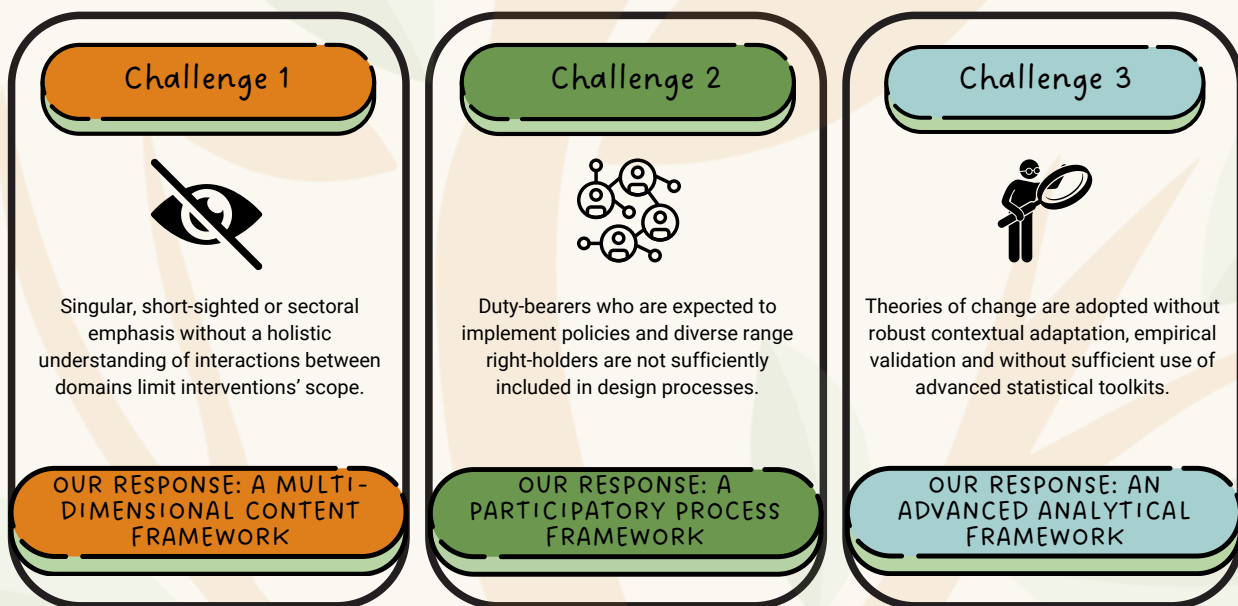 Challenge 1
Singular, short-sighted or sectoral
emphasis without a holistic
understanding of interactions between
domains limit interventions' scope.
OUR RESPONSE: A MULTI-
DIMENSIONAL CONTENT
FRAMEWORK
Challenge 2
Duty-bearers who are expected to
implement policies and diverse range
right-holders are not sufficiently
included in design processes.
OUR RESPONSE: A
PARTICIPATORY PROCESS
FRAMEWORK
Challenge 3
Theories of change are adopted without
robust contextual adaptation, empirical
validation and without sufficient use of
advanced statistical toolkits.
OUR RESPONSE: AN
ADVANCED ANALYTICAL
FRAMEWORK